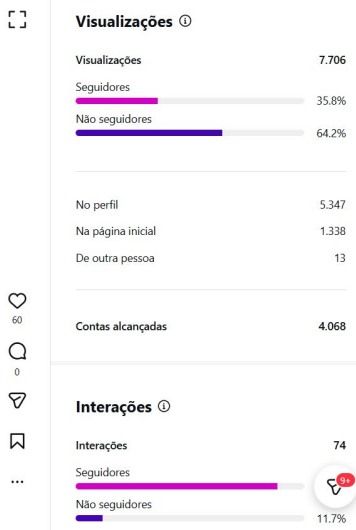 Visualizações
Visualizações 7.706
Seguidores
35.8%
Não seguidores
64.2%
No perfil 5.347
Na página inicial 1.338
De outra pessoa 13
Contas alcançadas 4.068
60
0
Interações
Interações 74
Seguidores
9+
Não seguidores
11.7%